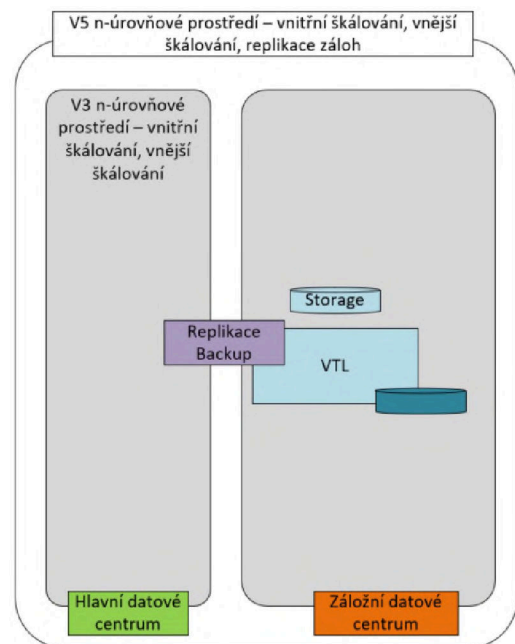 V5 n-úrovňové prostředí – vnitřní škálování, vnější
škálování, replikace záloh
V3 n-úrovňové
prostředí – vnitřní
škálování, vnější
škálování
Storage
Replikace
Backup
VTL
Hlavní datové
centrum
Záložní datové
centrum